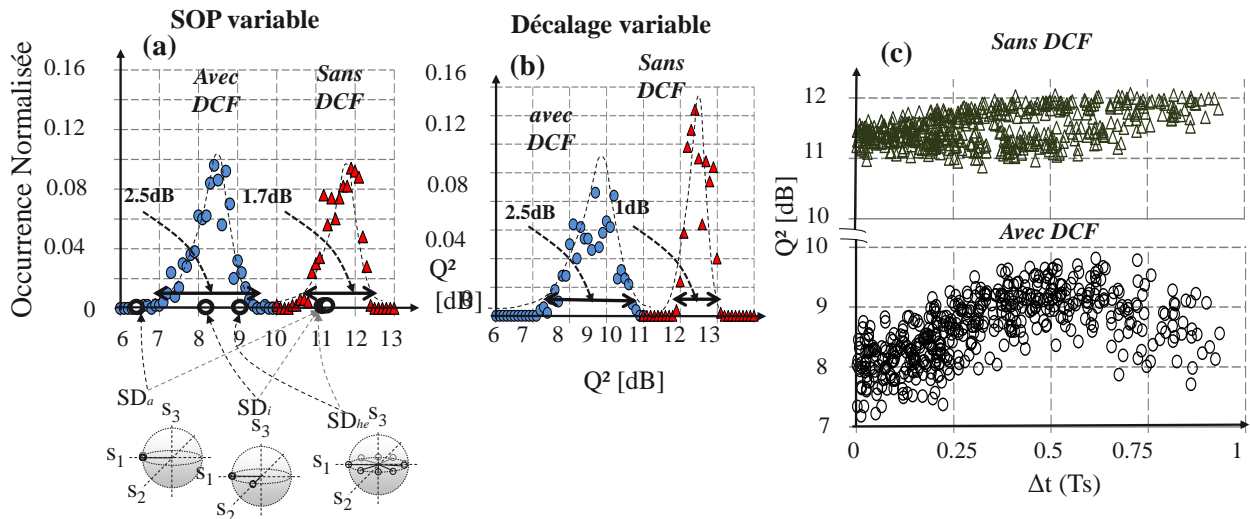 SOP variable
(a)
Occurrence Normalisée
0.16
0.12
0.08
0.04
0
Avec
DCF
Sans
DCF
2.5dB
1.7dB
6 7 8 9 10 11 12 13
Q²
[dB]
SDa
SDi
SDhe
s3
s1
s2
s3
s1
s2
s3
s1
s2
Décalage variable
(b)
0.16
0.12
0.08
0.04
0
avec
DCF
Sans
DCF
2.5dB
1dB
6 7 8 9 10 11 12 13
Q² [dB]
(c)
Sans DCF
Q² [dB]
12
11
10
Avec DCF
10
9
8
7
0 0.25 0.5 0.75 1
Δt (Ts)